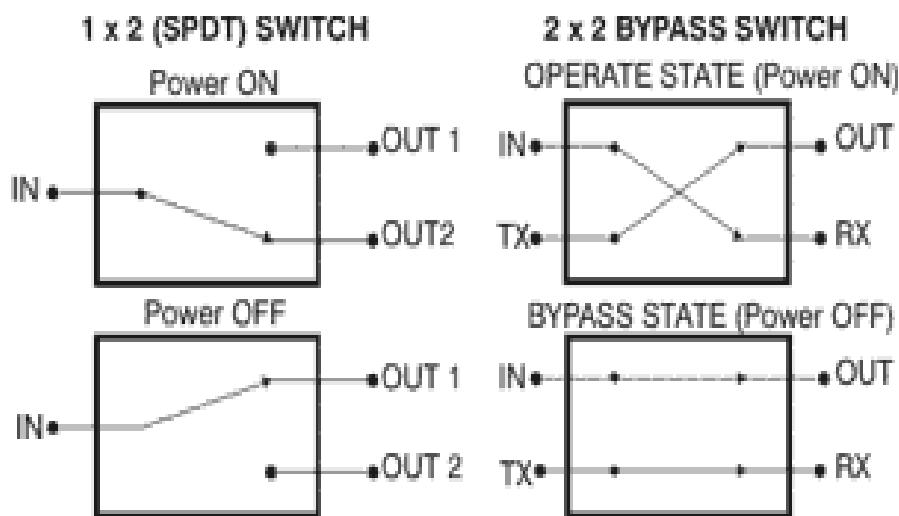 1 x 2 (SPDT) SWITCH
Power ON
IN
OUT 1
OUT2
Power OFF
IN
OUT 1
OUT 2
2 x 2 BYPASS SWITCH
OPERATE STATE (Power ON)
IN
OUT
TX
RX
BYPASS STATE (Power OFF)
IN
OUT
TX
RX